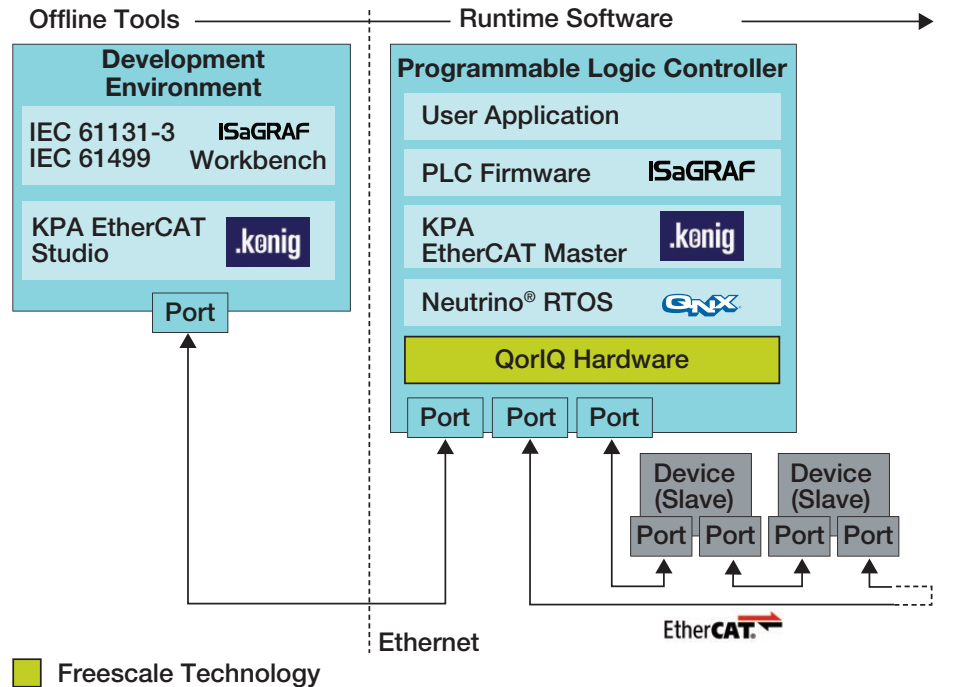 Offline Tools
Runtime Software
Development
Environment
IEC 61131-3
IEC 61499
ISaGRAF
Workbench
KPA EtherCAT
Studio
.konig
Port
Programmable Logic Controller
User Application
PLC Firmware
ISaGRAF
KPA
EtherCAT Master
.konig
Neutrino® RTOS
QNX
QorIQ Hardware
Port
Port
Port
Device
(Slave)
Device
(Slave)
Port
Port
Port
Port
EtherCAT.
Ethernet
Freescale Technology